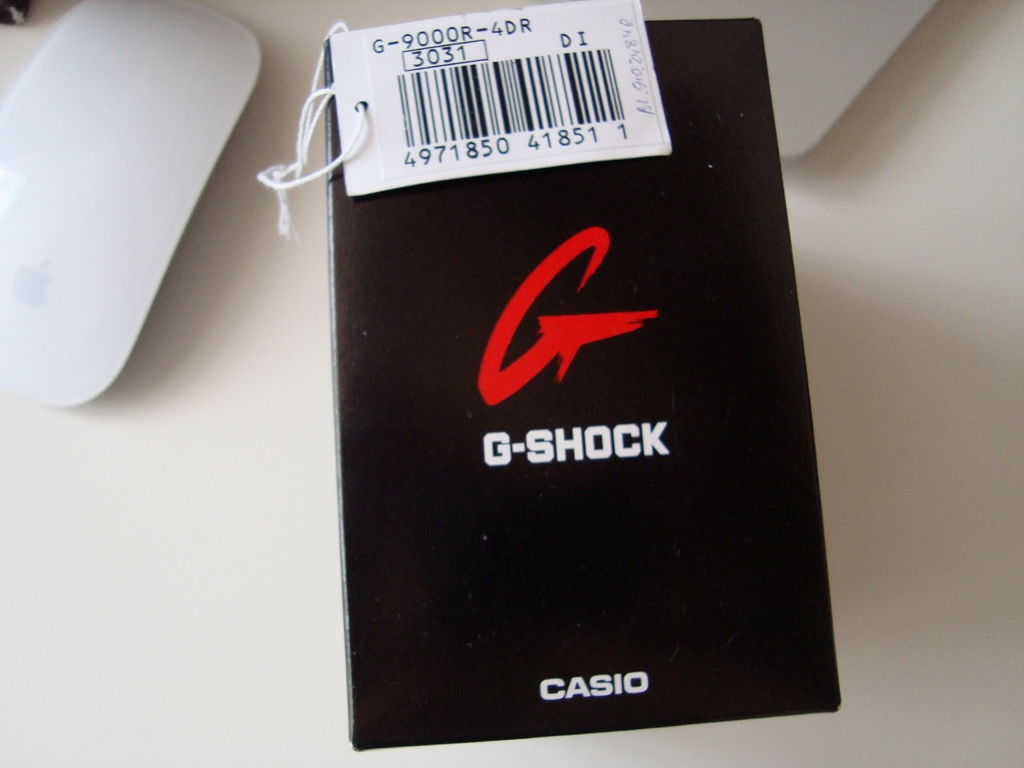 G-9000R-4DR
3031
DI
4971850 41851 1
G-SHOCK
CASIO